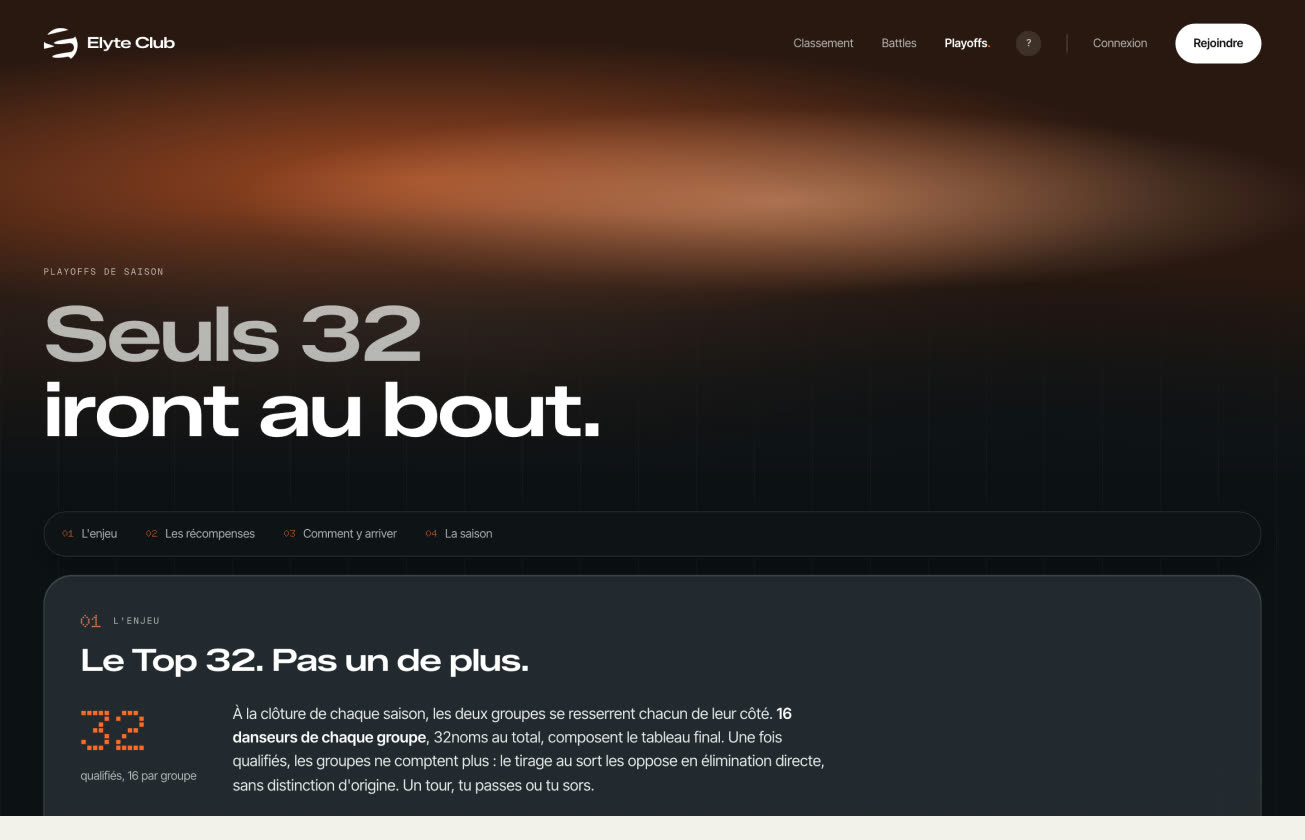 Elyte Club
Classement
Battles
Playoffs.
?
Connexion
Rejoindre
PLAYOFFS DE SAISON
Seuls 32
iront au bout.
01 L'enjeu
02 Les récompenses
03 Comment y arriver
04 La saison
01 L'ENJEU
Le Top 32. Pas un de plus.
32
qualifiés, 16 par groupe
À la clôture de chaque saison, les deux groupes se resserrent chacun de leur côté. 16
danseurs de chaque groupe, 32noms au total, composent le tableau final. Une fois
qualifiés, les groupes ne comptent plus : le tirage au sort les oppose en élimination directe,
sans distinction d'origine. Un tour, tu passes ou tu sors.